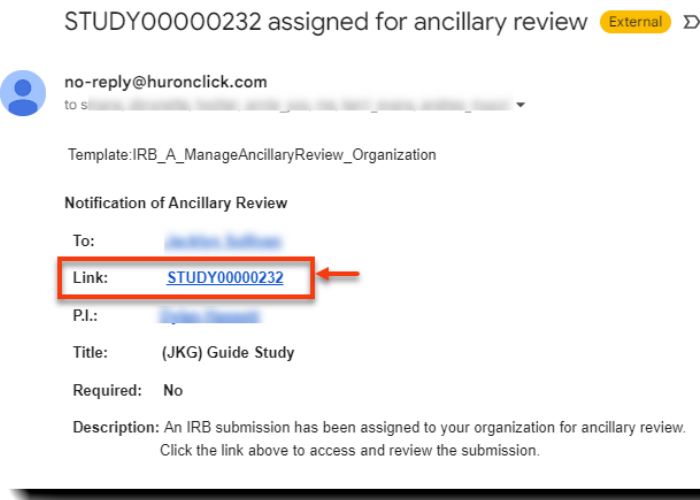 STUDY00000232 assigned for ancillary review External
no-reply@huronclick.com
to s
Template:IRB_A_ManageAncillaryReview_Organization
Notification of Ancillary Review
To:
Link: STUDY00000232
P.I.:
Title: (JKG) Guide Study
Required: No
Description: An IRB submission has been assigned to your organization for ancillary review.
Click the link above to access and review the submission.